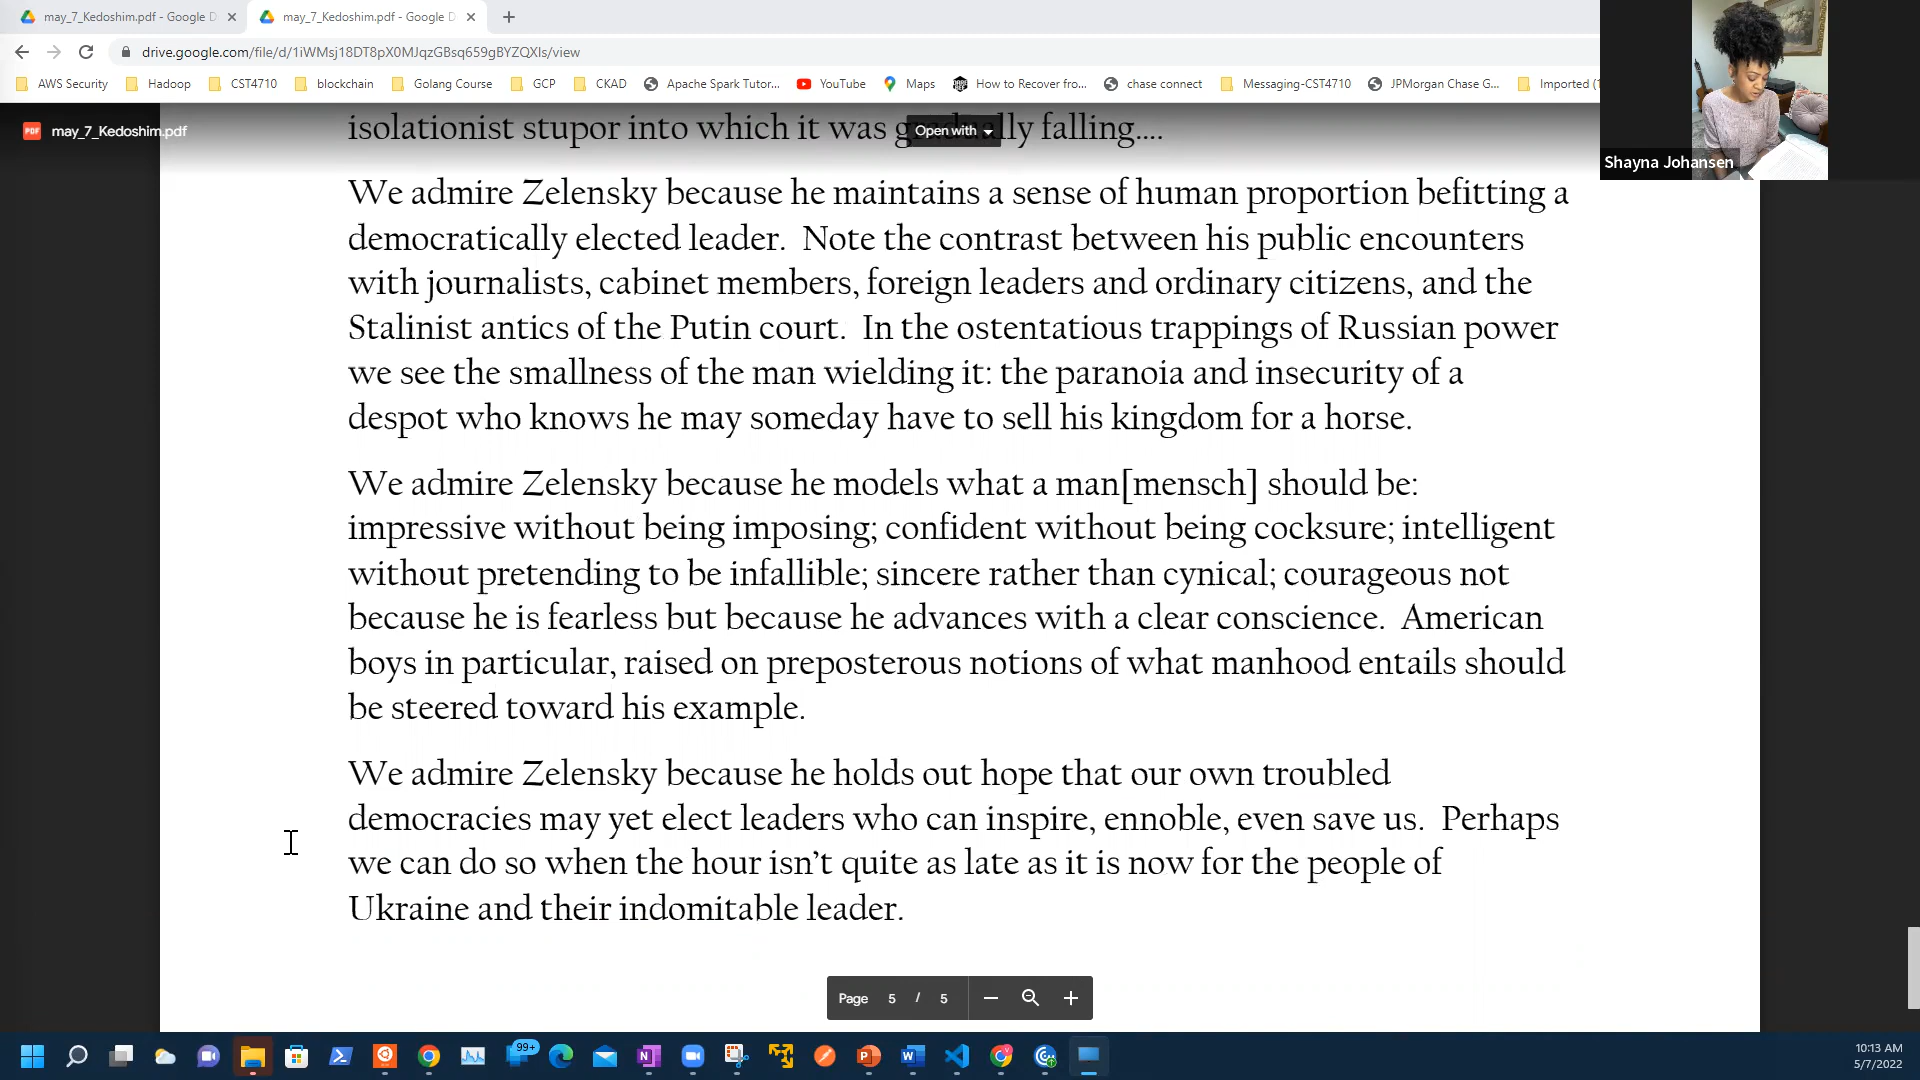 may_7_Kedoshim.pdf - Google D
may_7_Kedoshim.pdf - Google D
drive.google.com/file/d/1iWMsj18DT8pX0MJqzGBsq659gBYZQXls/view
AWS Security Hadoop CST4710 blockchain Golang Course GCP CKAD Apache Spark Tutor... YouTube Maps How to Recover fro... chase connect Messaging-CST4710 JPMorgan Chase G... Imported (1
PDF may_7_Kedoshim.pdf
Open with
Shayna Johansen
isolationist stupor into which it was gradually falling....
We admire Zelensky because he maintains a sense of human proportion befitting a
democratically elected leader. Note the contrast between his public encounters
with journalists, cabinet members, foreign leaders and ordinary citizens, and the
Stalinist antics of the Putin court. In the ostentatious trappings of Russian power
we see the smallness of the man wielding it: the paranoia and insecurity of a
despot who knows he may someday have to sell his kingdom for a horse.
We admire Zelensky because he models what a man[mensch] should be:
impressive without being imposing; confident without being cocksure; intelligent
without pretending to be infallible; sincere rather than cynical; courageous not
because he is fearless but because he advances with a clear conscience. American
boys in particular, raised on preposterous notions of what manhood entails should
be steered toward his example.
We admire Zelensky because he holds out hope that our own troubled
democracies may yet elect leaders who can inspire, ennoble, even save us. Perhaps
we can do so when the hour isn't quite as late as it is now for the people of
Ukraine and their indomitable leader.
Page 5 / 5
99+
10:13 AM
5/7/2022